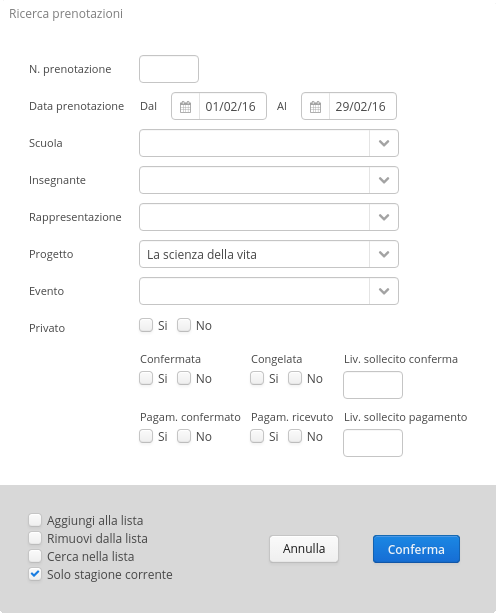 Ricerca prenotazioni
N. prenotazione
Data prenotazione Dal 01/02/16 Al 29/02/16
Scuola
Insegnante
Rappresentazione
Progetto La scienza della vita
Evento
Privato Si No
Confermata Congelata Liv. sollecito conferma
Si No Si No
Pagam. confermato Pagam. ricevuto Liv. sollecito pagamento
Si No Si No
Aggiungi alla lista
Rimuovi dalla lista
Cerca nella lista
Solo stagione corrente
Annulla Conferma